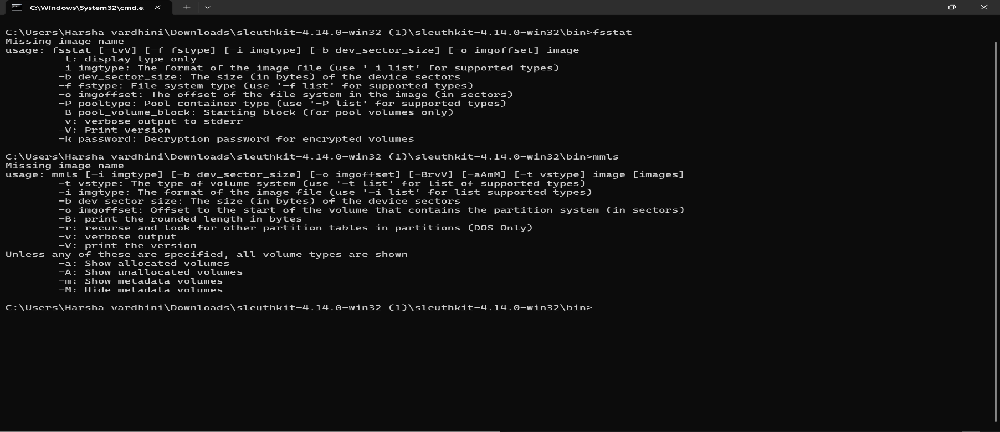 C:\Windows\System32\cmd.e
C:\Users\Harsha vardhini\Downloads\sleuthkit-4.14.0-win32 (1)\sleuthkit-4.14.0-win32\bin>fsstat
Missing image name
usage: fsstat [-tvV] [-f fstype] [-i imgtype] [-b dev_sector_size] [-o imgoffset] image
        -t: display type only
        -i imgtype: The format of the image file (use '-i list' for supported types)
        -b dev_sector_size: The size (in bytes) of the device sectors
        -f fstype: File system type (use '-f list' for supported types)
        -o imgoffset: The offset of the file system in the image (in sectors)
        -P pooltype: Pool container type (use '-P list' for supported types)
        -B pool_volume_block: Starting block (for pool volumes only)
        -v: verbose output to stderr
        -V: Print version
        -k password: Decryption password for encrypted volumes
C:\Users\Harsha vardhini\Downloads\sleuthkit-4.14.0-win32 (1)\sleuthkit-4.14.0-win32\bin>mmls
Missing image name
usage: mmls [-i imgtype] [-b dev_sector_size] [-o imgoffset] [-BrvV] [-aAmM] [-t vstype] image [images]
        -t vstype: The type of volume system (use '-t list' for list of supported types)
        -i imgtype: The format of the image file (use '-i list' for list supported types)
        -b dev_sector_size: The size (in bytes) of the device sectors
        -o imgoffset: Offset to the start of the volume that contains the partition system (in sectors)
        -B: print the rounded length in bytes
        -r: recurse and look for other partition tables in partitions (DOS Only)
        -v: verbose output
        -V: print the version
Unless any of these are specified, all volume types are shown
        -a: Show allocated volumes
        -A: Show unallocated volumes
        -m: Show metadata volumes
        -M: Hide metadata volumes
C:\Users\Harsha vardhini\Downloads\sleuthkit-4.14.0-win32 (1)\sleuthkit-4.14.0-win32\bin>